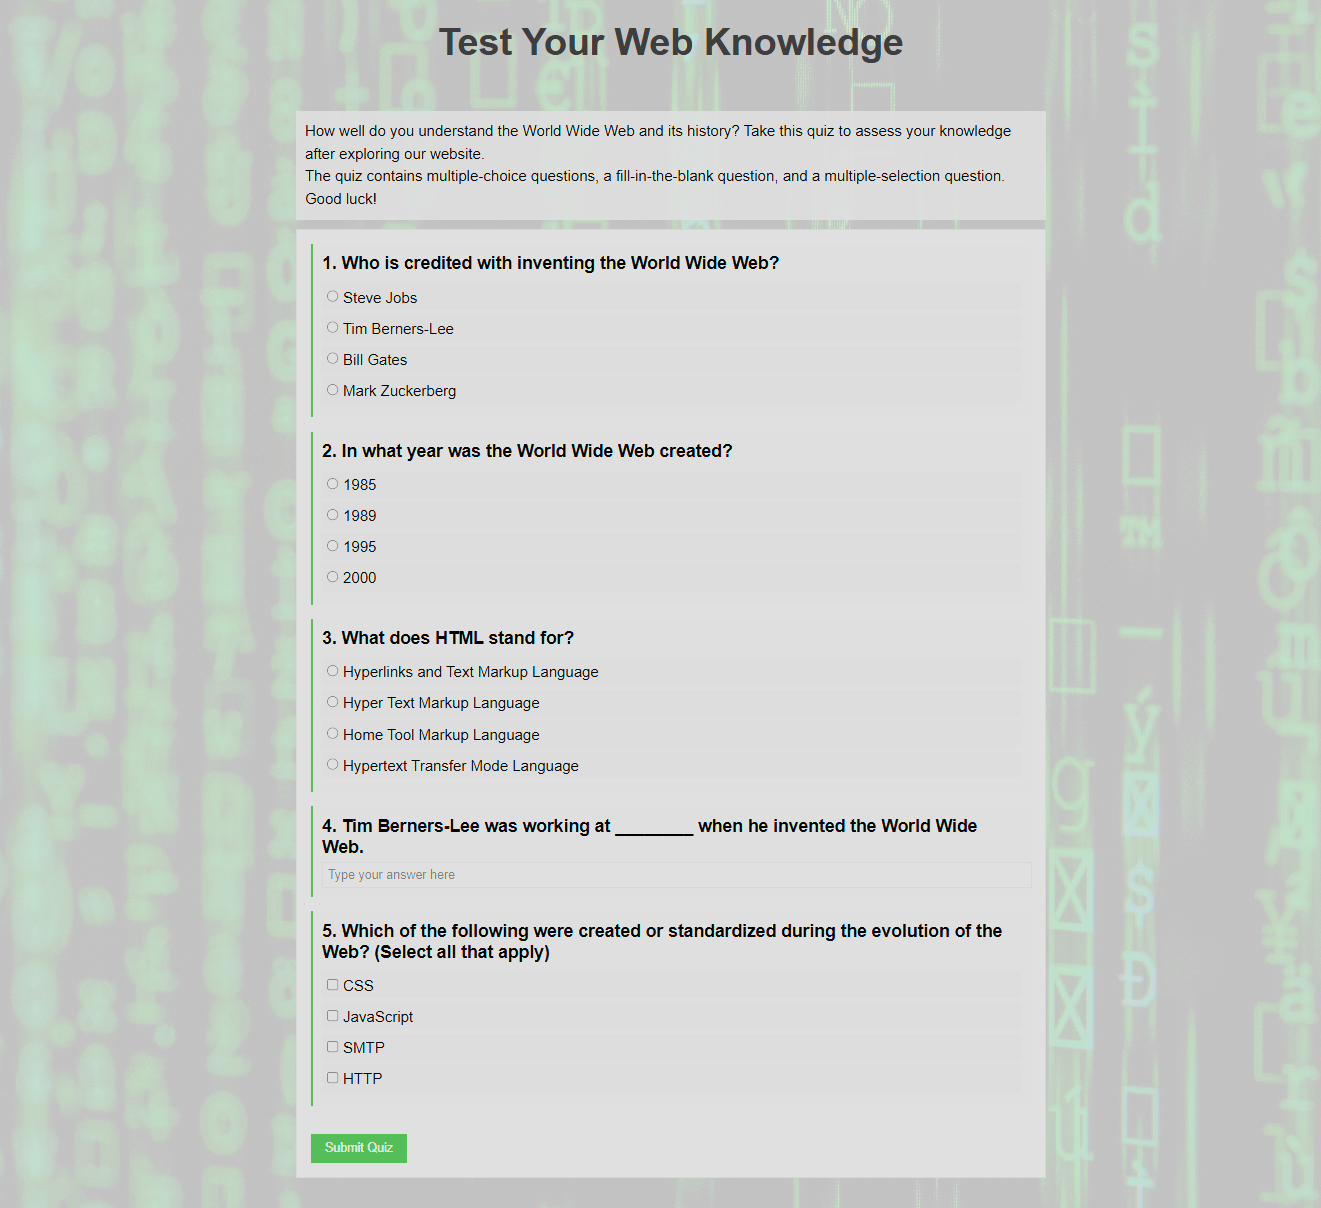 Test Your Web Knowledge
How well do you understand the World Wide Web and its history? Take this quiz to assess your knowledge
after exploring our website.
The quiz contains multiple-choice questions, a fill-in-the-blank question, and a multiple-selection question.
Good luck!
1. Who is credited with inventing the World Wide Web?
Steve Jobs
Tim Berners-Lee
Bill Gates
Mark Zuckerberg
2. In what year was the World Wide Web created?
1985
1989
1995
2000
3. What does HTML stand for?
Hyperlinks and Text Markup Language
Hyper Text Markup Language
Home Tool Markup Language
Hypertext Transfer Mode Language
4. Tim Berners-Lee was working at ________ when he invented the World Wide
Web.
Type your answer here
5. Which of the following were created or standardized during the evolution of the
Web? (Select all that apply)
CSS
JavaScript
SMTP
HTTP
Submit Quiz